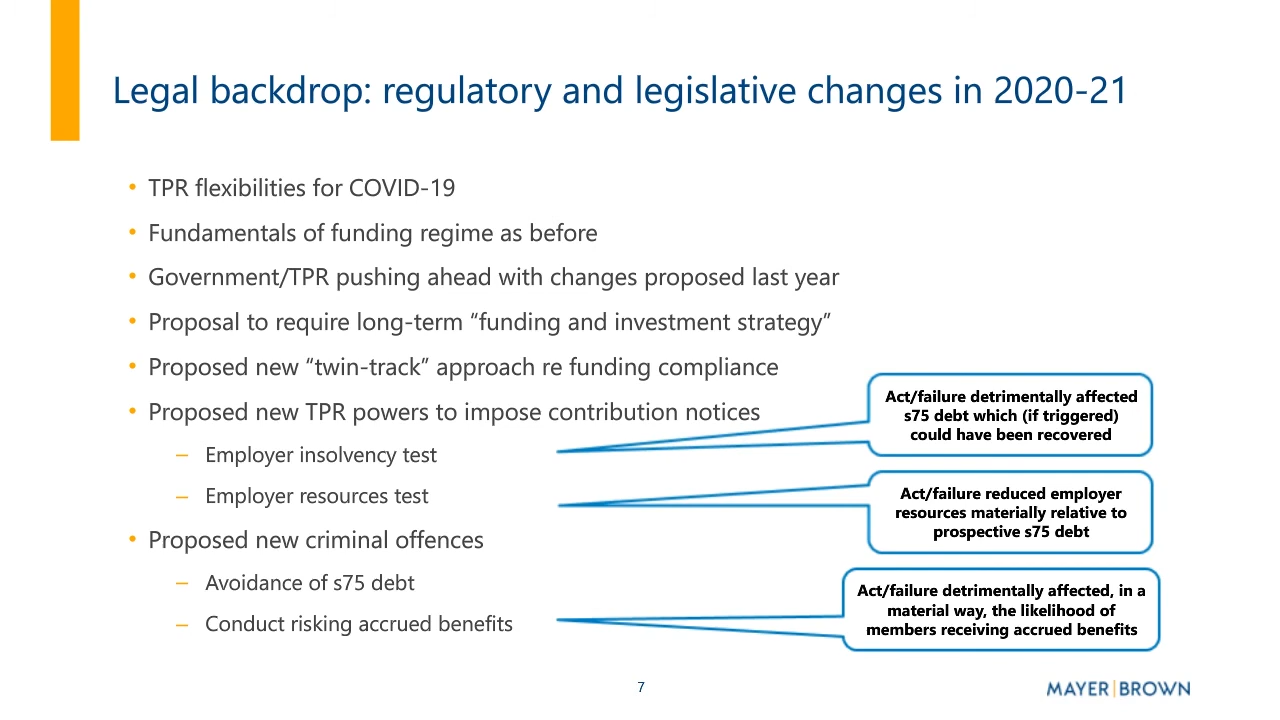 Legal backdrop: regulatory and legislative changes in 2020-21
• TPR flexibilities for COVID-19
• Fundamentals of funding regime as before
• Government/TPR pushing ahead with changes proposed last year
• Proposal to require long-term “funding and investment strategy”
• Proposed new “twin-track” approach re funding compliance
• Proposed new TPR powers to impose contribution notices
– Employer insolvency test
– Employer resources test
• Proposed new criminal offences
– Avoidance of s75 debt
– Conduct risking accrued benefits
Act/failure detrimentally affected
s75 debt which (if triggered)
could have been recovered
Act/failure reduced employer
resources materially relative to
prospective s75 debt
Act/failure detrimentally affected, in a
material way, the likelihood of
members receiving accrued benefits
7
MAYER|BROWN